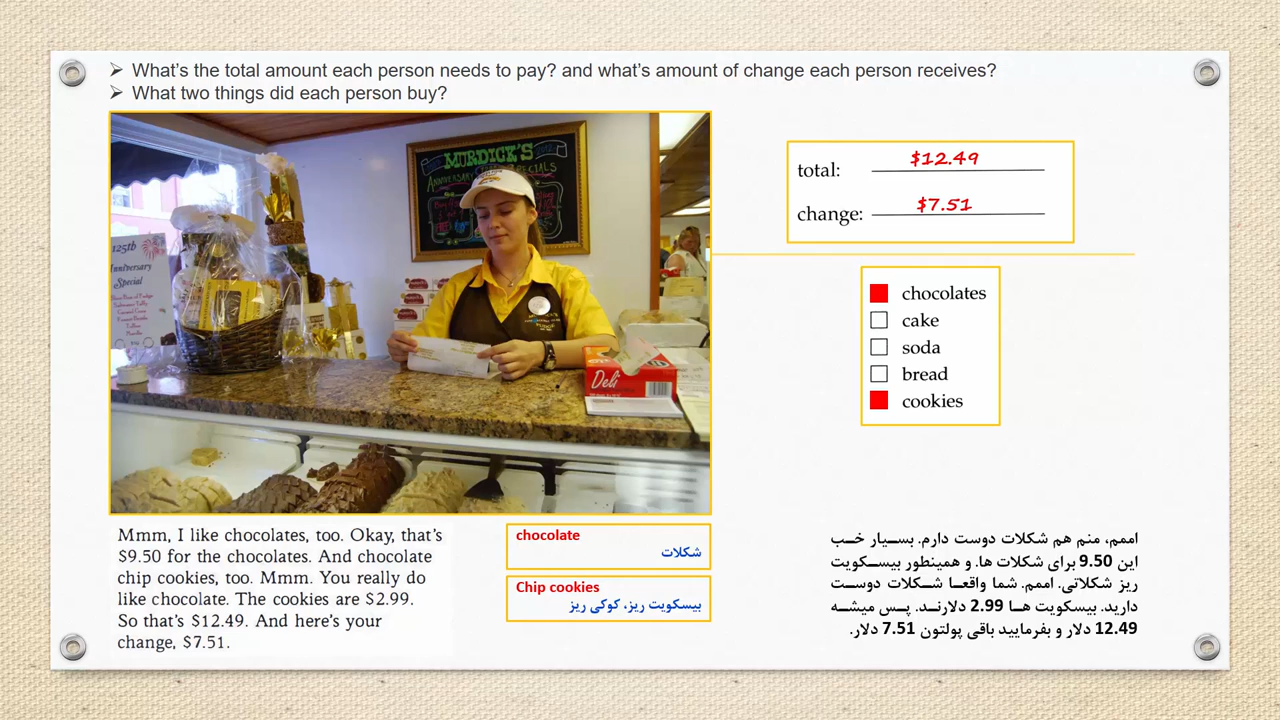 ➢ What's the total amount each person needs to pay? and what's amount of change each person receives?
➢ What two things did each person buy?
MURDICK'S
ANNIVERSARY SPECIALS
125th
Anniversary
Special
Deli
total: $12.49
change: $7.51
chocolates
cake
soda
bread
cookies
Mmm, I like chocolates, too. Okay, that's
$9.50 for the chocolates. And chocolate
chip cookies, too. Mmm. You really do
like chocolate. The cookies are $2.99.
So that's $12.49. And here's your
change, $7.51.
chocolate
شکلات
Chip cookies
بیسکویت ریز، کوکی ریز
اممم، منم هم شکلات دوست دارم. بسیار خب
این 9.50 برای شکلات ها. و همینطور بیسکویت
ریز شکلاتی. اممم. شما واقعا شکلات دوست
دارید. بیسکویت ها 2.99 دلارند. پس میشه
12.49 دلار و بفرمایید باقی پولتون 7.51 دلار.